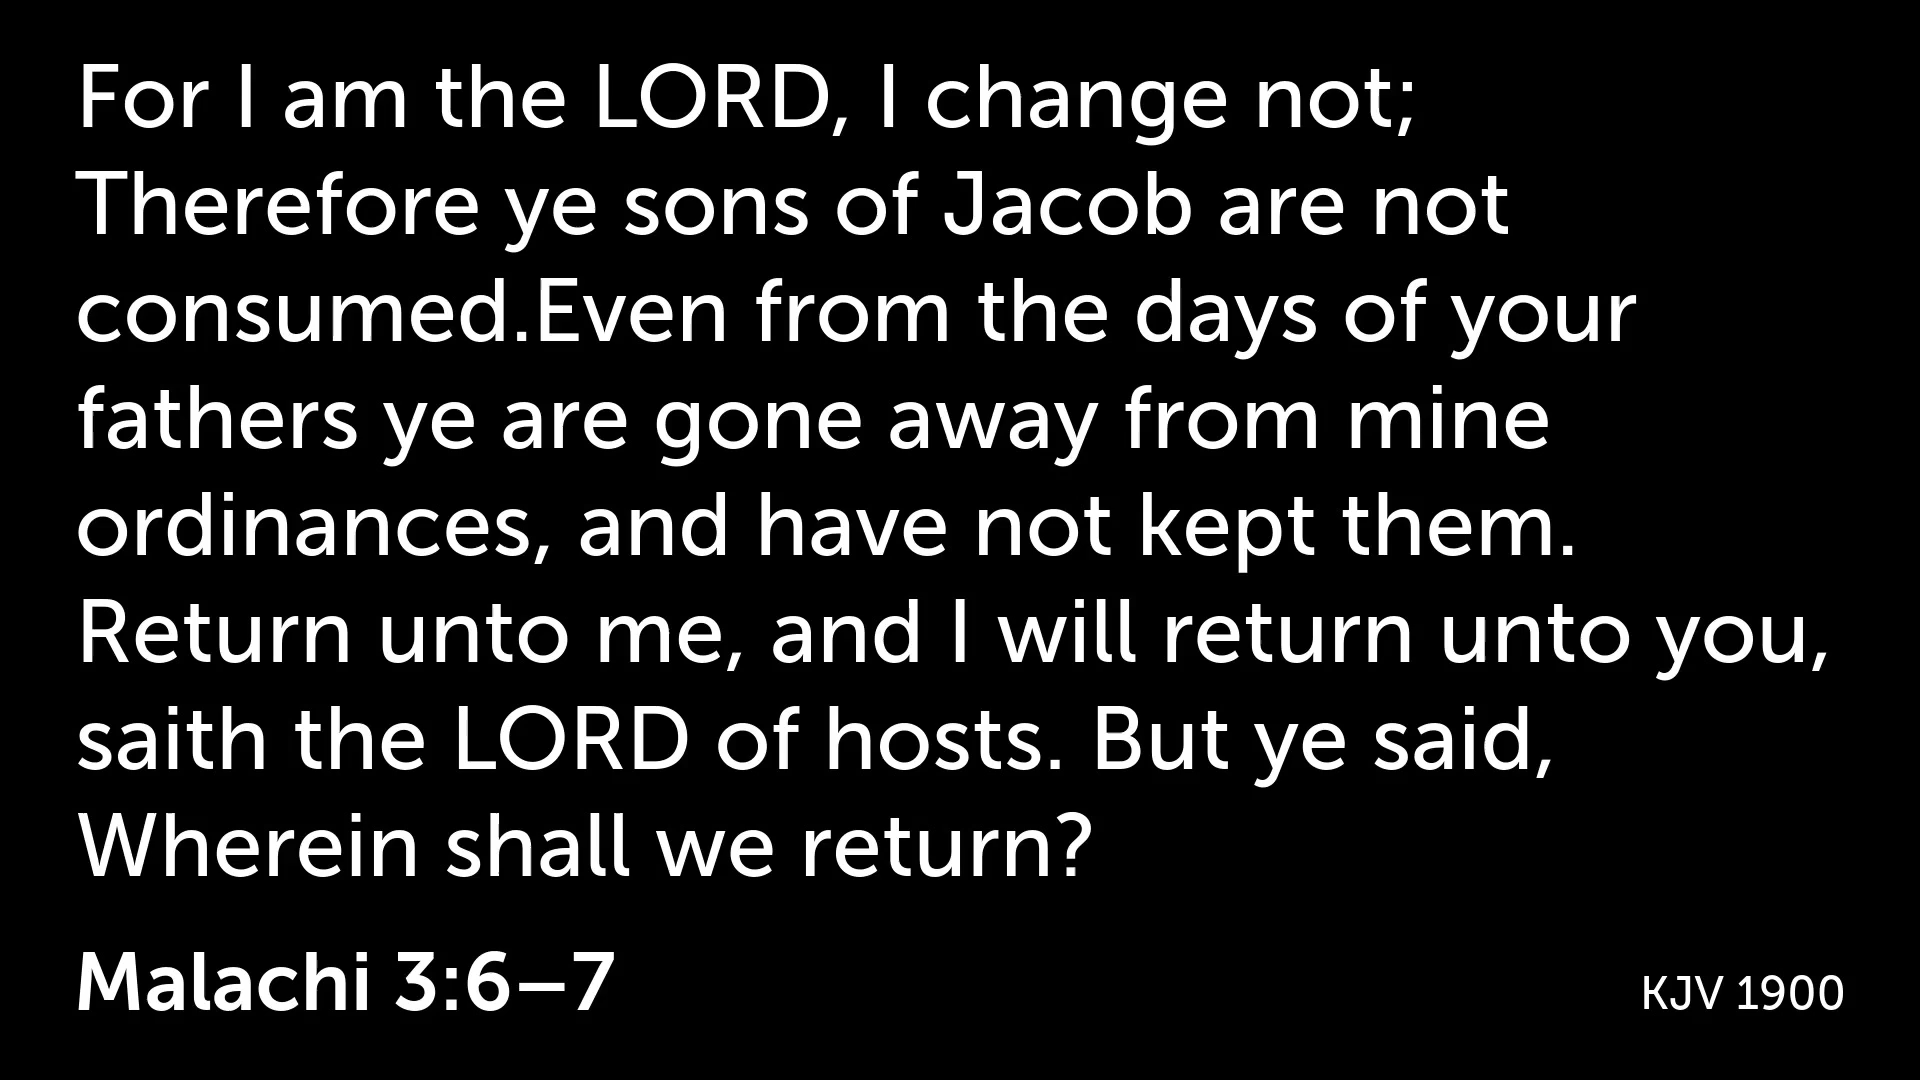 For I am the LORD, I change not;
Therefore ye sons of Jacob are not
consumed.Even from the days of your
fathers ye are gone away from mine
ordinances, and have not kept them.
Return unto me, and I will return unto you,
saith the LORD of hosts. But ye said,
Wherein shall we return?
Malachi 3:6–7
KJV 1900